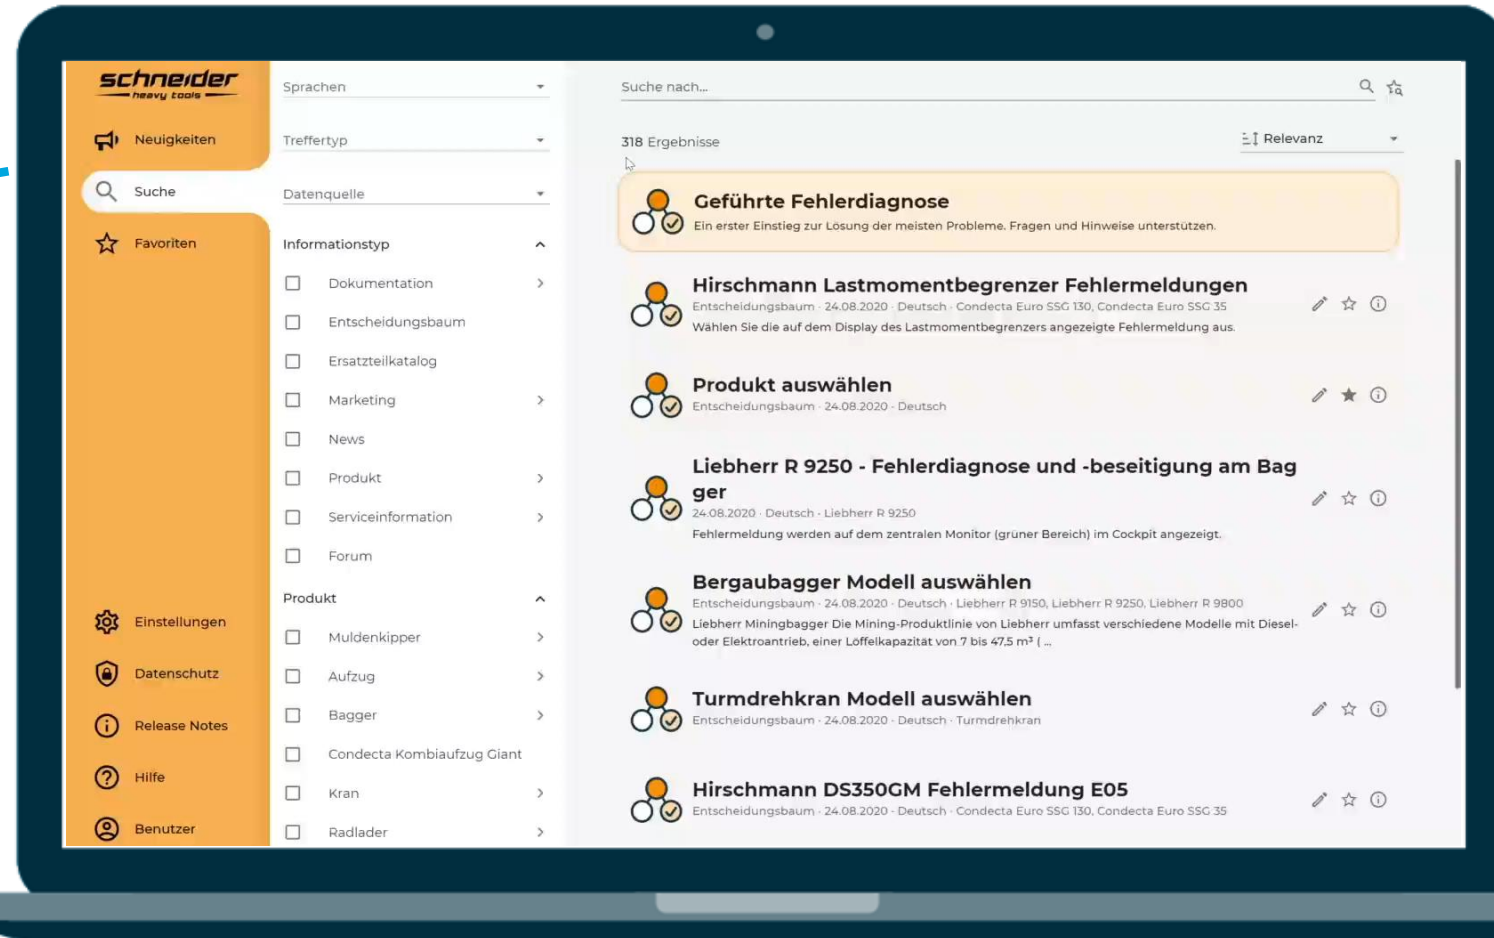 schneider
heavy tools
Neuigkeiten
Suche
Favoriten
Einstellungen
Datenschutz
Release Notes
Hilfe
Benutzer
Sprachen
Treffertyp
Datenquelle
Informationstyp
Dokumentation
Entscheidungsbaum
Ersatzteilkatalog
Marketing
News
Produkt
Serviceinformation
Forum
Produkt
Muldenkipper
Aufzug
Bagger
Condecta Kombiaufzug Giant
Kran
Radlader
Suche nach...
318 Ergebnisse
Relevanz
Geführte Fehlerdiagnose
Ein erster Einstieg zur Lösung der meisten Probleme. Fragen und Hinweise unterstützen.
Hirschmann Lastmomentbegrenzer Fehlermeldungen
Entscheidungsbaum · 24.08.2020 · Deutsch · Condecta Euro SSG 130, Condecta Euro SSG 35
Wählen Sie die auf dem Display des Lastmomentbegrenzers angezeigte Fehlermeldung aus.
Produkt auswählen
Entscheidungsbaum · 24.08.2020 · Deutsch
Liebherr R 9250 - Fehlerdiagnose und -beseitigung am Bag
ger
24.08.2020 · Deutsch · Liebherr R 9250
Fehlermeldung werden auf dem zentralen Monitor (grüner Bereich) im Cockpit angezeigt.
Bergaubagger Modell auswählen
Entscheidungsbaum · 24.08.2020 · Deutsch · Liebherr R 9150, Liebherr R 9250, Liebherr R 9800
Liebherr Miningbagger Die Mining-Produktlinie von Liebherr umfasst verschiedene Modelle mit Diesel-
oder Elektroantrieb, einer Löffelkapazität von 7 bis 47,5 m³ ( ...
Turmdrehkran Modell auswählen
Entscheidungsbaum · 24.08.2020 · Deutsch · Turmdrehkran
Hirschmann DS350GM Fehlermeldung E05
Entscheidungsbaum · 24.08.2020 · Deutsch · Condecta Euro SSG 130, Condecta Euro SSG 35